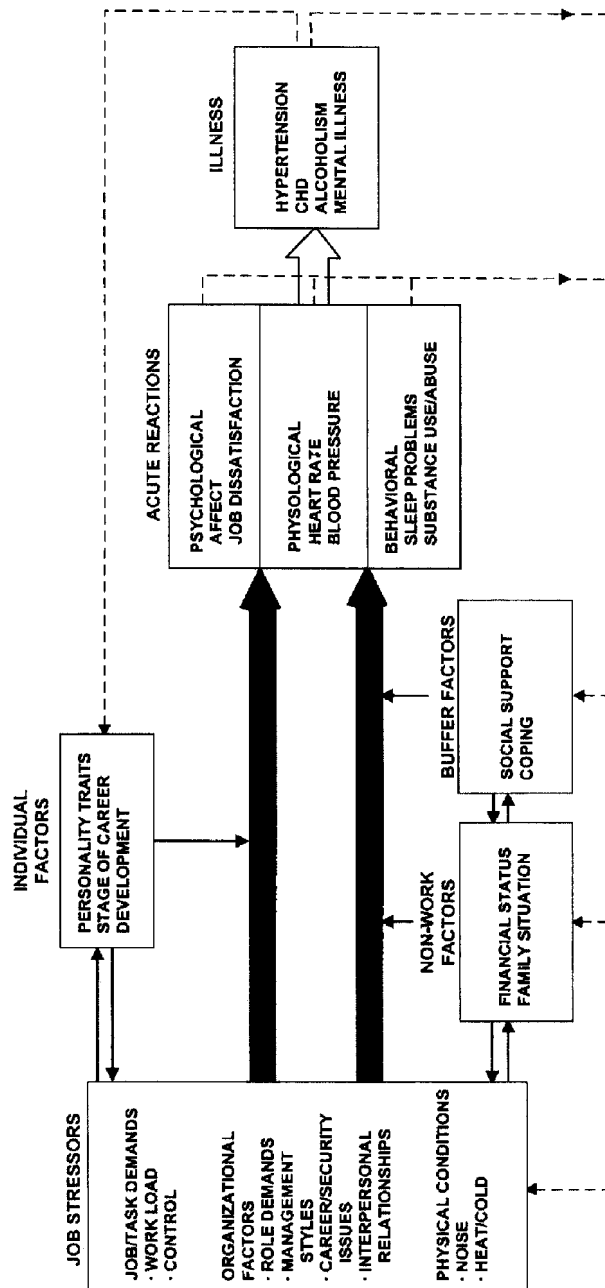 JOB STRESSORS
JOB/TASK DEMANDS
· WORK LOAD
· CONTROL
ORGANIZATIONAL
FACTORS
· ROLE DEMANDS
· MANAGEMENT
STYLES
· CAREER/SECURITY
ISSUES
· INTERPERSONAL
RELATIONSHIPS
PHYSICAL CONDITIONS
· NOISE
· HEAT/COLD
INDIVIDUAL
FACTORS
PERSONALITY TRAITS
STAGE OF CAREER
DEVELOPMENT
NON-WORK
FACTORS
FINANCIAL STATUS
FAMILY SITUATION
BUFFER FACTORS
SOCIAL SUPPORT
COPING
ACUTE REACTIONS
PSYCHOLOGICAL
AFFECT
JOB DISSATISFACTION
PHYSOLOGICAL
HEART RATE
BLOOD PRESSURE
BEHAVIORAL
SLEEP PROBLEMS
SUBSTANCE USE/ABUSE
ILLNESS
HYPERTENSION
CHD
ALCOHOLISM
MENTAL ILLNESS